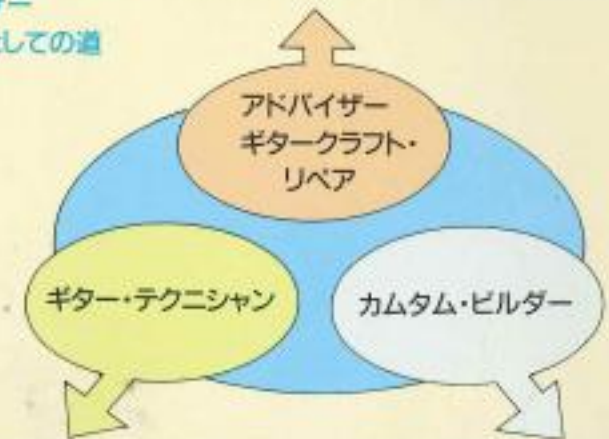 ー
しての道
アドバイザー
ギタークラフト・
リペア
ギター・テクニシャン
カムタム・ビルダー